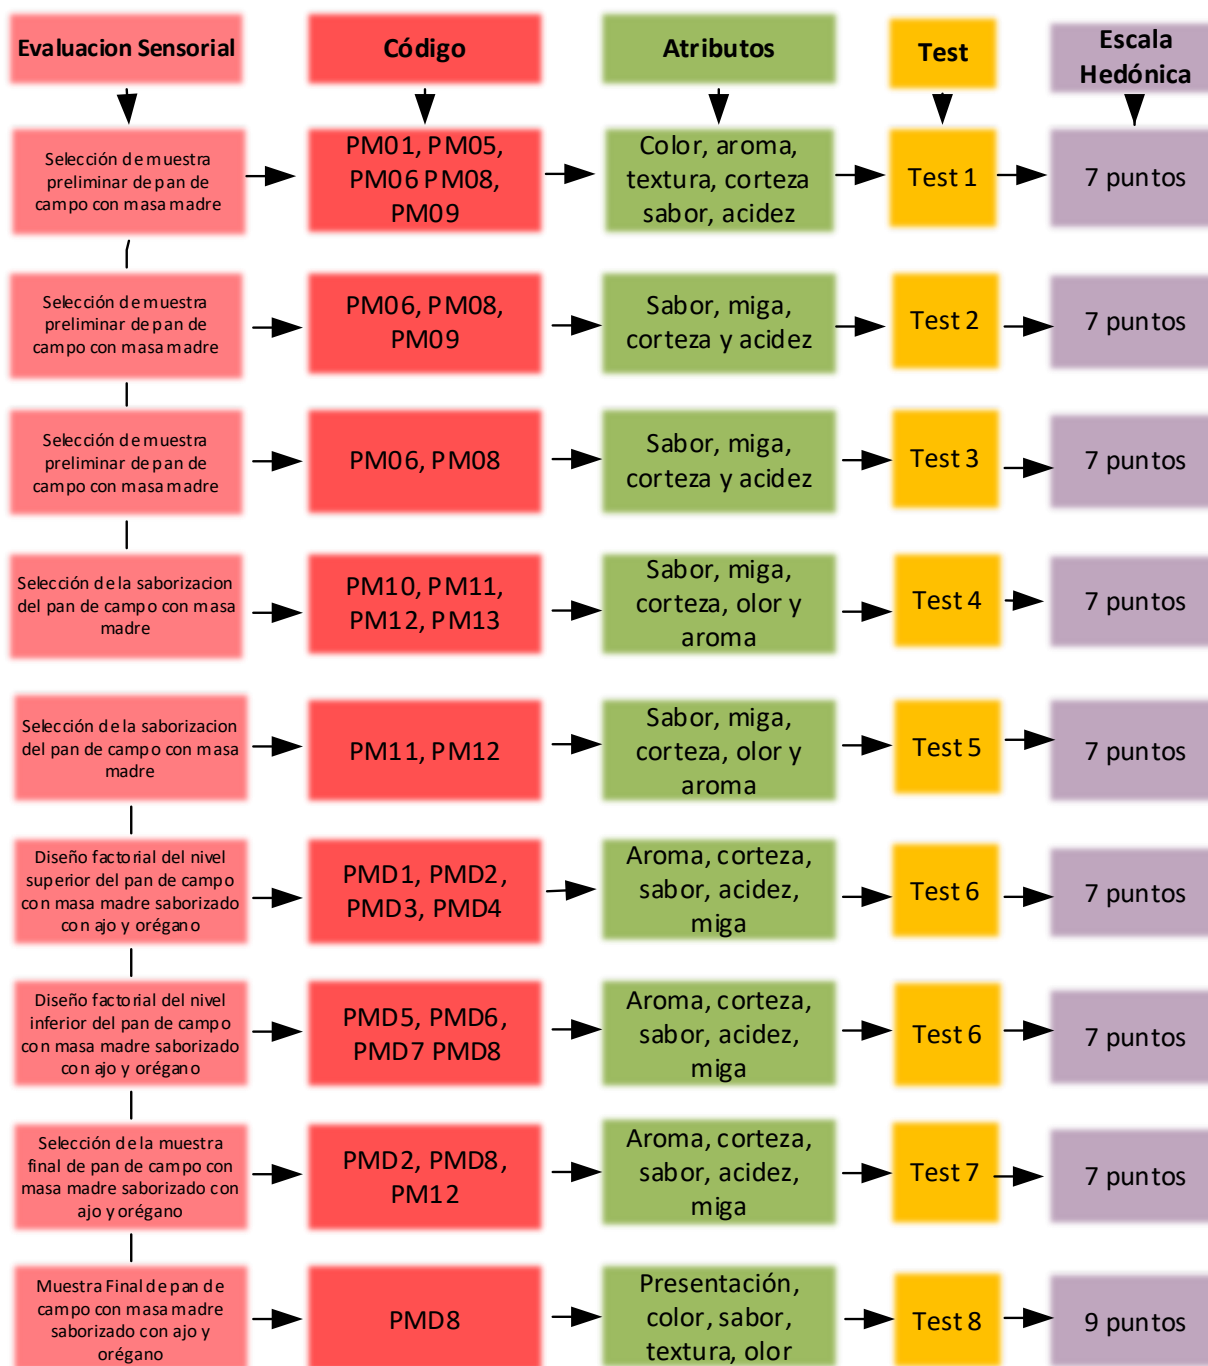 Evaluacion Sensorial
Código
Atributos
Test
Escala
Hedónica
Selección de muestra
preliminar de pan de
campo con masa madre
PM01, PM05,
PM06 PM08,
PM09
Color, aroma,
textura, corteza
sabor, acidez
Test 1
7 puntos
Selección de muestra
preliminar de pan de
campo con masa madre
PM06, PM08,
PM09
Sabor, miga,
corteza y acidez
Test 2
7 puntos
Selección de muestra
preliminar de pan de
campo con masa madre
PM06, PM08
Sabor, miga,
corteza y acidez
Test 3
7 puntos
Selección de la saborizacion
del pan de campo con masa
madre
PM10, PM11,
PM12, PM13
Sabor, miga,
corteza, olor y
aroma
Test 4
7 puntos
Selección de la saborizacion
del pan de campo con masa
madre
PM11, PM12
Sabor, miga,
corteza, olor y
aroma
Test 5
7 puntos
Diseño factorial del nivel
superior del pan de campo
con masa madre saborizado
con ajo y orégano
PMD1, PMD2,
PMD3, PMD4
Aroma, corteza,
sabor, acidez,
miga
Test 6
7 puntos
Diseño factorial del nivel
inferior del pan de campo
con masa madre saborizado
con ajo y orégano
PMD5, PMD6,
PMD7 PMD8
Aroma, corteza,
sabor, acidez,
miga
Test 6
7 puntos
Selección de la muestra
final de pan de campo con
masa madre saborizado con
ajo y orégano
PMD2, PMD8,
PM12
Aroma, corteza,
sabor, acidez,
miga
Test 7
7 puntos
Muestra Final de pan de
campo con masa madre
saborizado con ajo y
orégano
PMD8
Presentación,
color, sabor,
textura, olor
Test 8
9 puntos